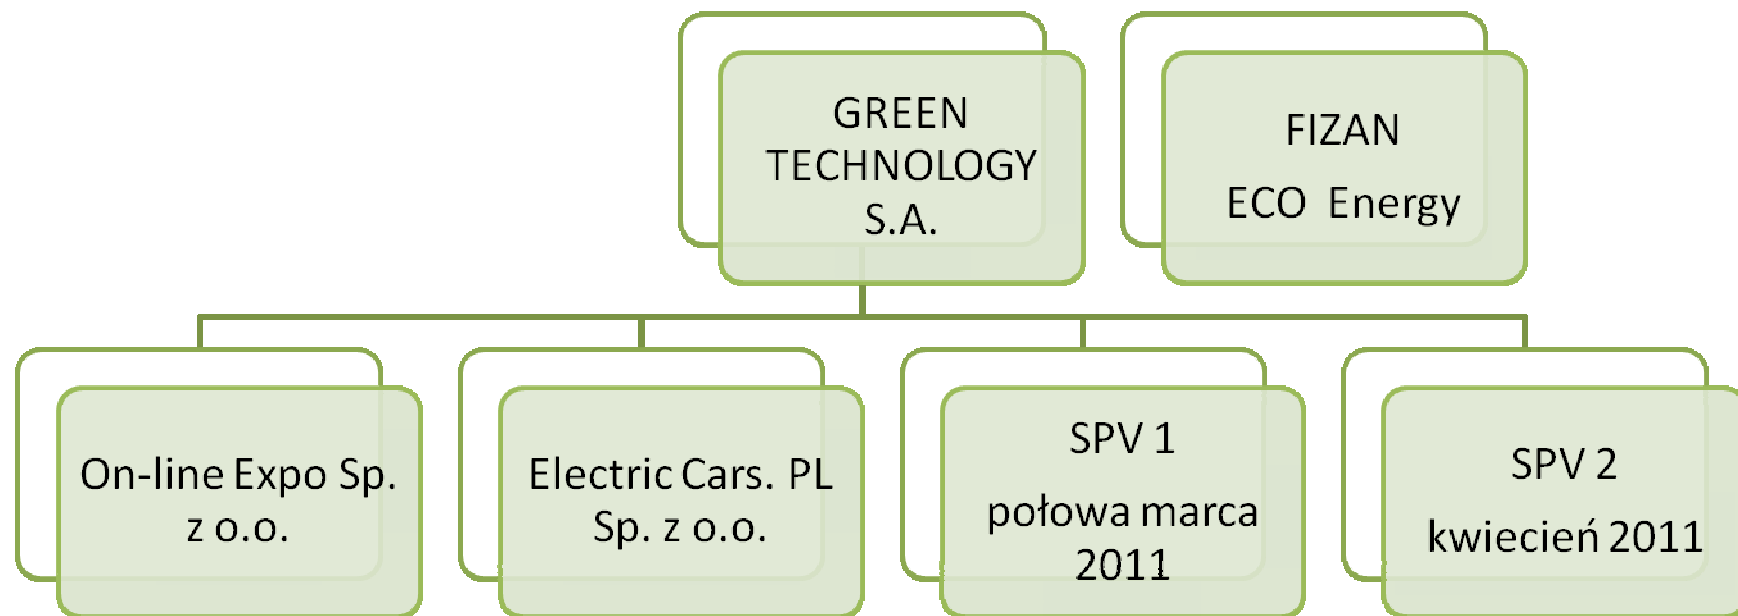 GREEN
TECHNOLOGY
S.A.
FIZAN
ECO Energy
On-line Expo Sp.
z o.o.
Electric Cars. PL
Sp. z o.o.
SPV 1
połowa marca
2011
SPV 2
kwiecień 2011